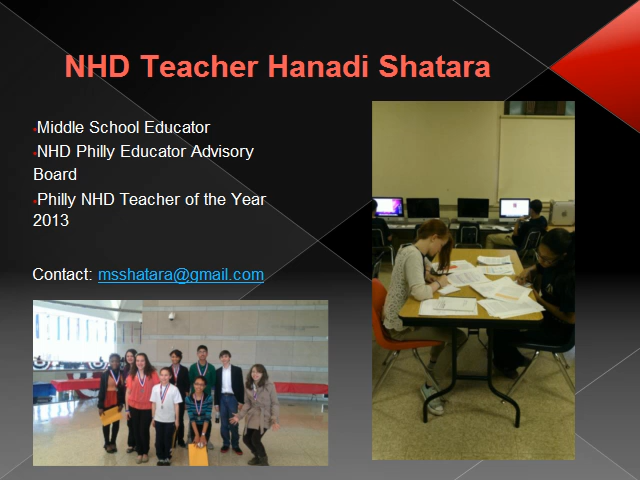 NHD Teacher Hanadi Shatara
▪Middle School Educator
▪NHD Philly Educator Advisory
Board
▪Philly NHD Teacher of the Year
2013
Contact: msshatara@gmail.com